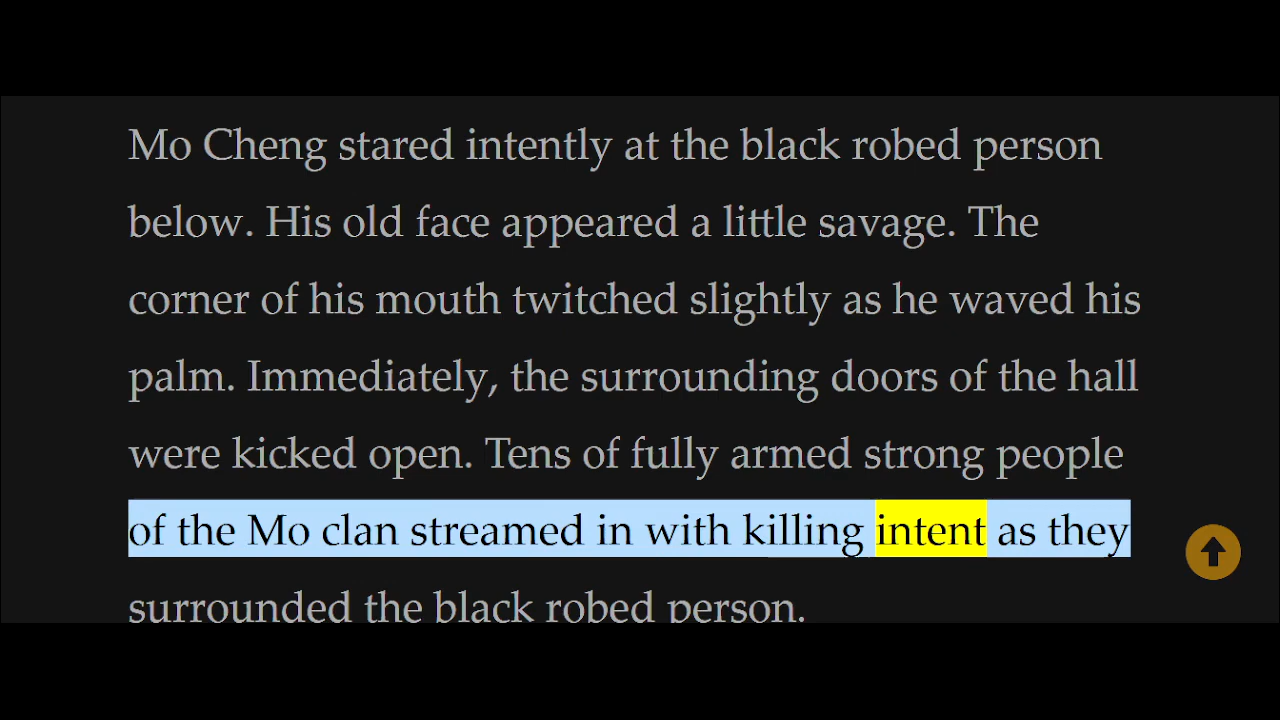 Mo Cheng stared intently at the black robed person
below. His old face appeared a little savage. The
corner of his mouth twitched slightly as he waved his
palm. Immediately, the surrounding doors of the hall
were kicked open. Tens of fully armed strong people
of the Mo clan streamed in with killing intent as they
surrounded the black robed person.